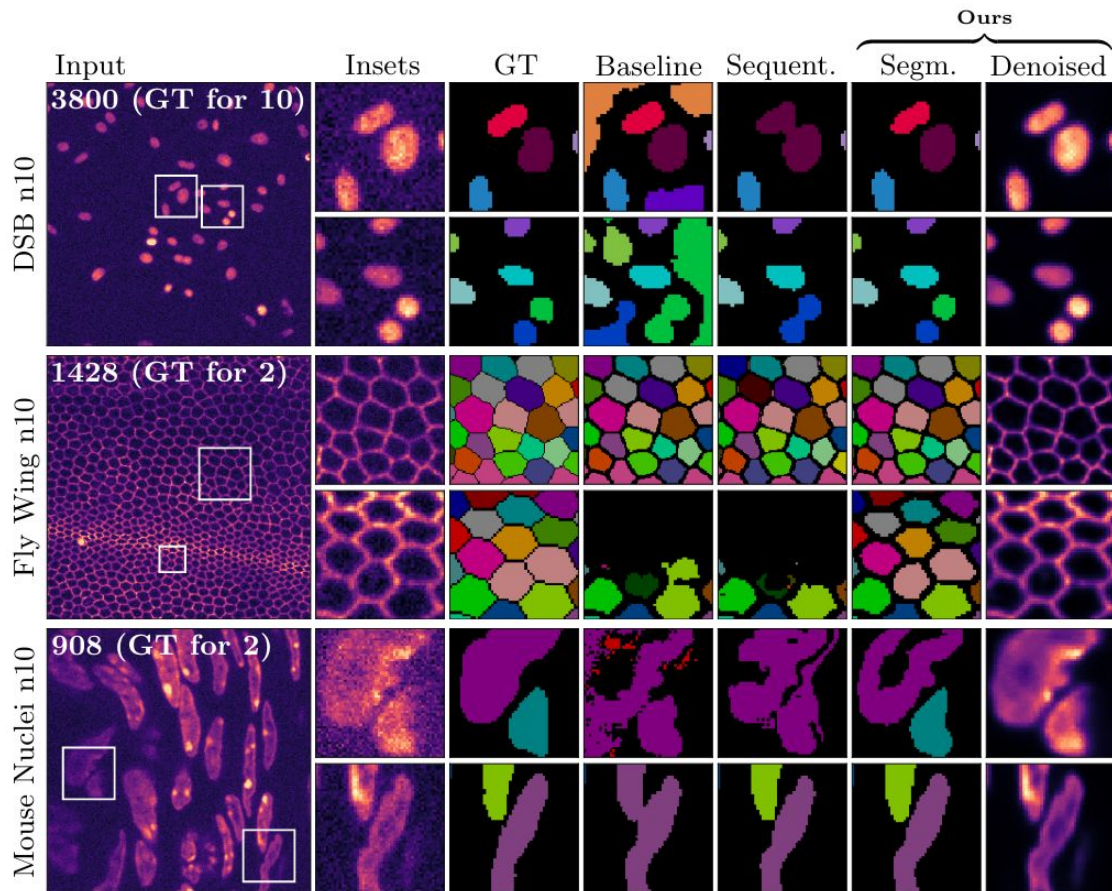 Ours
Input Insets GT Baseline Sequent. Segm. Denoised
3800 (GT for 10)
DSB n10
1428 (GT for 2)
Fly Wing n10
908 (GT for 2)
Mouse Nuclei n10